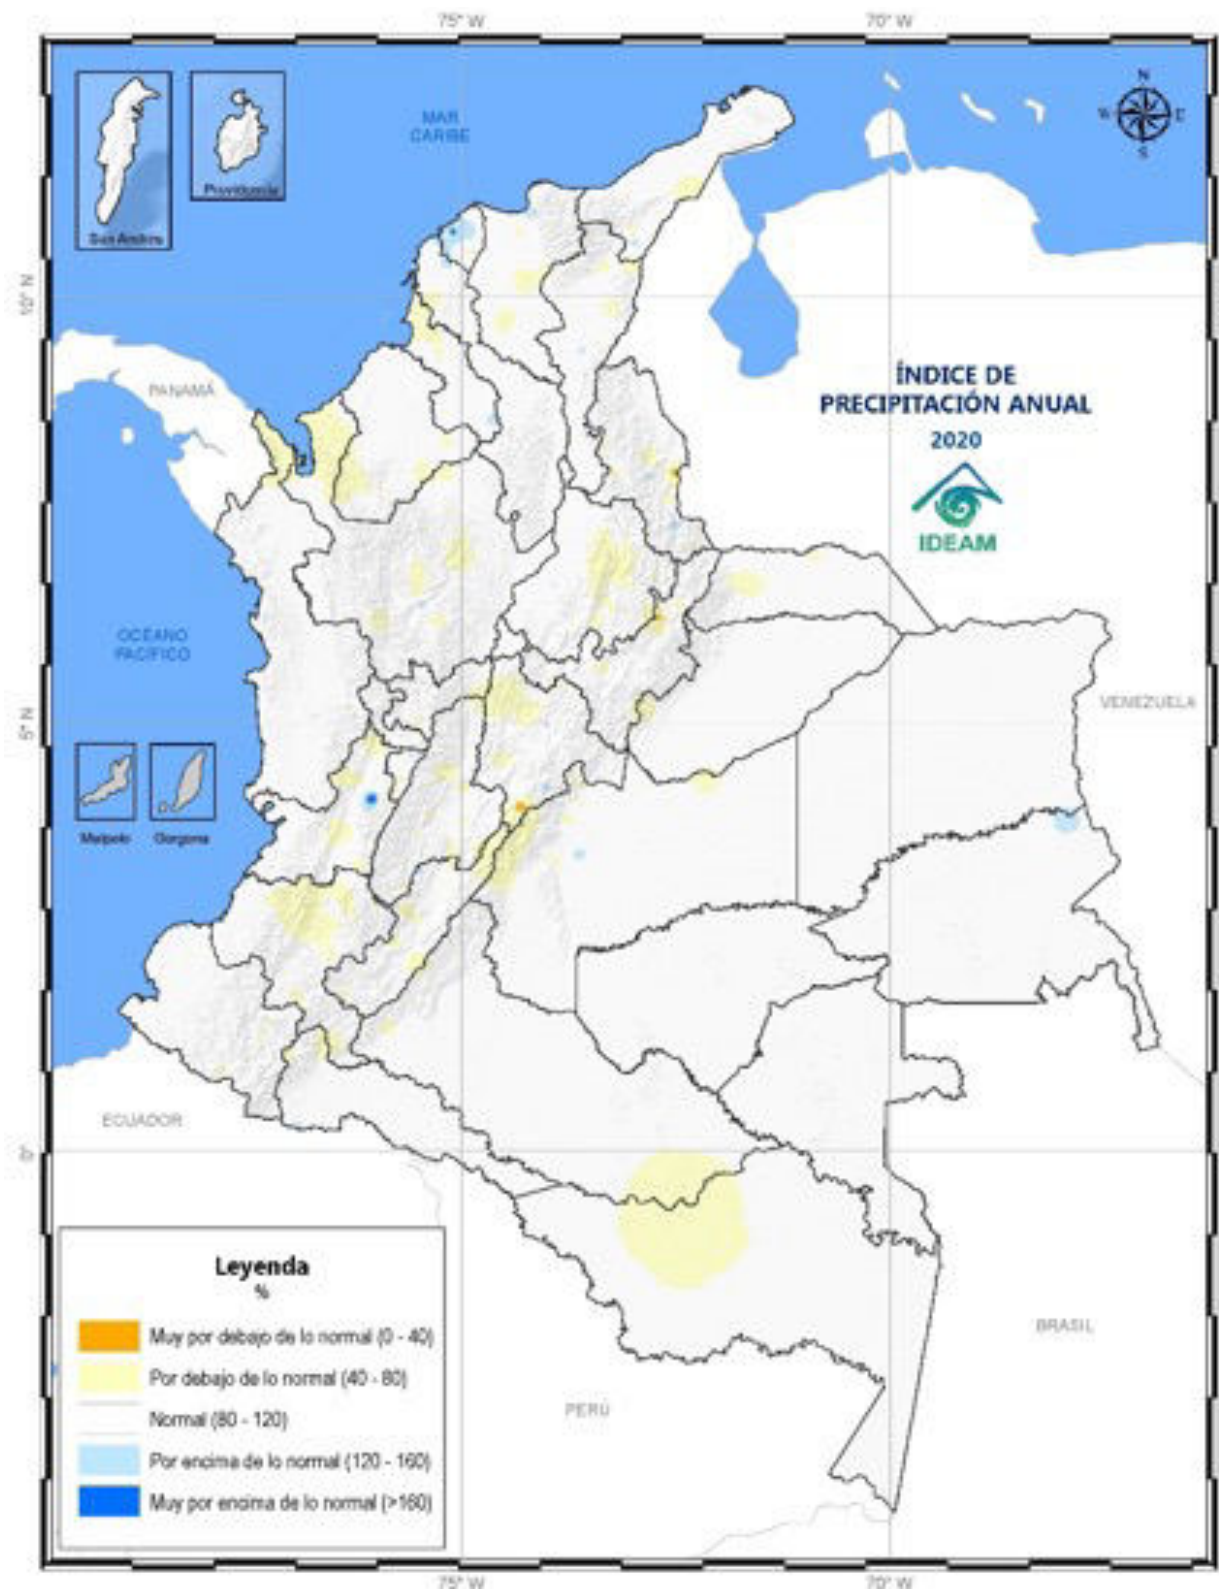 75° W
70° W
N
W
E
S
MAR
CARIBE
Providencia
San Andres
10° N
ÍNDICE DE
PRECIPITACIÓN ANUAL
2020
PANAMÁ
IDEAM
OCÉANO
PACÍFICO
5° N
VENEZUELA
Malpelo
Gorgona
ECUADOR
0°
Leyenda
%
Muy por debajo de lo normal (0 - 40)
Por debajo de lo normal (40 - 80)
Normal (80 - 120)
Por encima de lo normal (120 - 160)
Muy por encima de lo normal (>160)
BRASIL
PERÚ
75° W
70° W